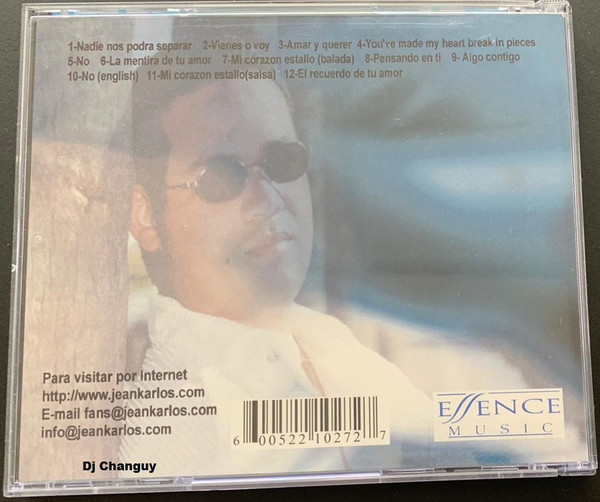 1-Nadie nos podra separar 2-Vienes o voy 3-Amar y querer 4-You've made my heart break in pieces
5-No 6-La mentira de tu amor 7-Mi corazon estallo (balada) 8-Pensando en ti 9- Algo contigo
10-No (english) 11-Mi corazon estallo(salsa) 12-El recuerdo de tu amor
Para visitar por Internet
http://www.jeankarlos.com
E-mail fans@jeankarlos.com
info@jeankarlos.com
ESSENCE
MUSIC
6 00522 10272 7
Dj Changuy